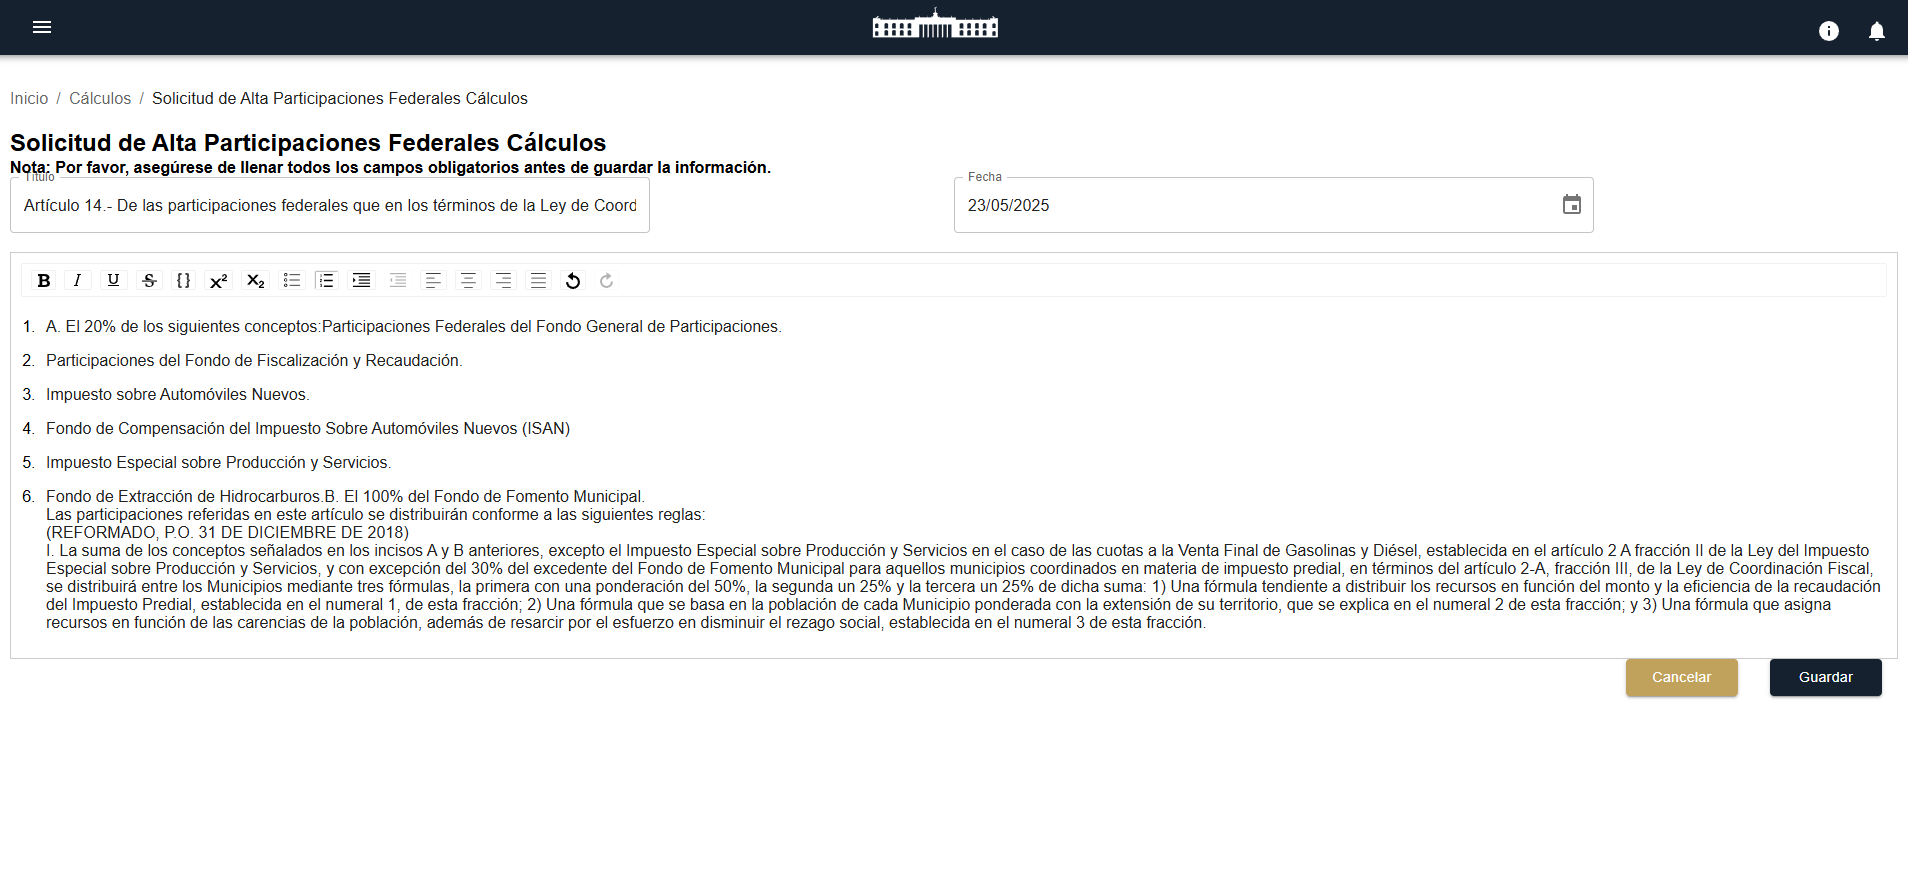 Inicio / Cálculos / Solicitud de Alta Participaciones Federales Cálculos
Solicitud de Alta Participaciones Federales Cálculos
Nota: Por favor, asegúrese de llenar todos los campos obligatorios antes de guardar la información.
Título
Artículo 14.- De las participaciones federales que en los términos de la Ley de Coord
Fecha
23/05/2025
B I U S {} x² x₂
1. A. El 20% de los siguientes conceptos:Participaciones Federales del Fondo General de Participaciones.
2. Participaciones del Fondo de Fiscalización y Recaudación.
3. Impuesto sobre Automóviles Nuevos.
4. Fondo de Compensación del Impuesto Sobre Automóviles Nuevos (ISAN)
5. Impuesto Especial sobre Producción y Servicios.
6. Fondo de Extracción de Hidrocarburos.B. El 100% del Fondo de Fomento Municipal.
Las participaciones referidas en este artículo se distribuirán conforme a las siguientes reglas:
(REFORMADO, P.O. 31 DE DICIEMBRE DE 2018)
I. La suma de los conceptos señalados en los incisos A y B anteriores, excepto el Impuesto Especial sobre Producción y Servicios en el caso de las cuotas a la Venta Final de Gasolinas y Diésel, establecida en el artículo 2 A fracción II de la Ley del Impuesto
Especial sobre Producción y Servicios, y con excepción del 30% del excedente del Fondo de Fomento Municipal para aquellos municipios coordinados en materia de impuesto predial, en términos del artículo 2-A, fracción III, de la Ley de Coordinación Fiscal,
se distribuirá entre los Municipios mediante tres fórmulas, la primera con una ponderación del 50%, la segunda un 25% y la tercera un 25% de dicha suma: 1) Una fórmula tendiente a distribuir los recursos en función del monto y la eficiencia de la recaudación
del Impuesto Predial, establecida en el numeral 1, de esta fracción; 2) Una fórmula que se basa en la población de cada Municipio ponderada con la extensión de su territorio, que se explica en el numeral 2 de esta fracción; y 3) Una fórmula que asigna
recursos en función de las carencias de la población, además de resarcir por el esfuerzo en disminuir el rezago social, establecida en el numeral 3 de esta fracción.
Cancelar
Guardar